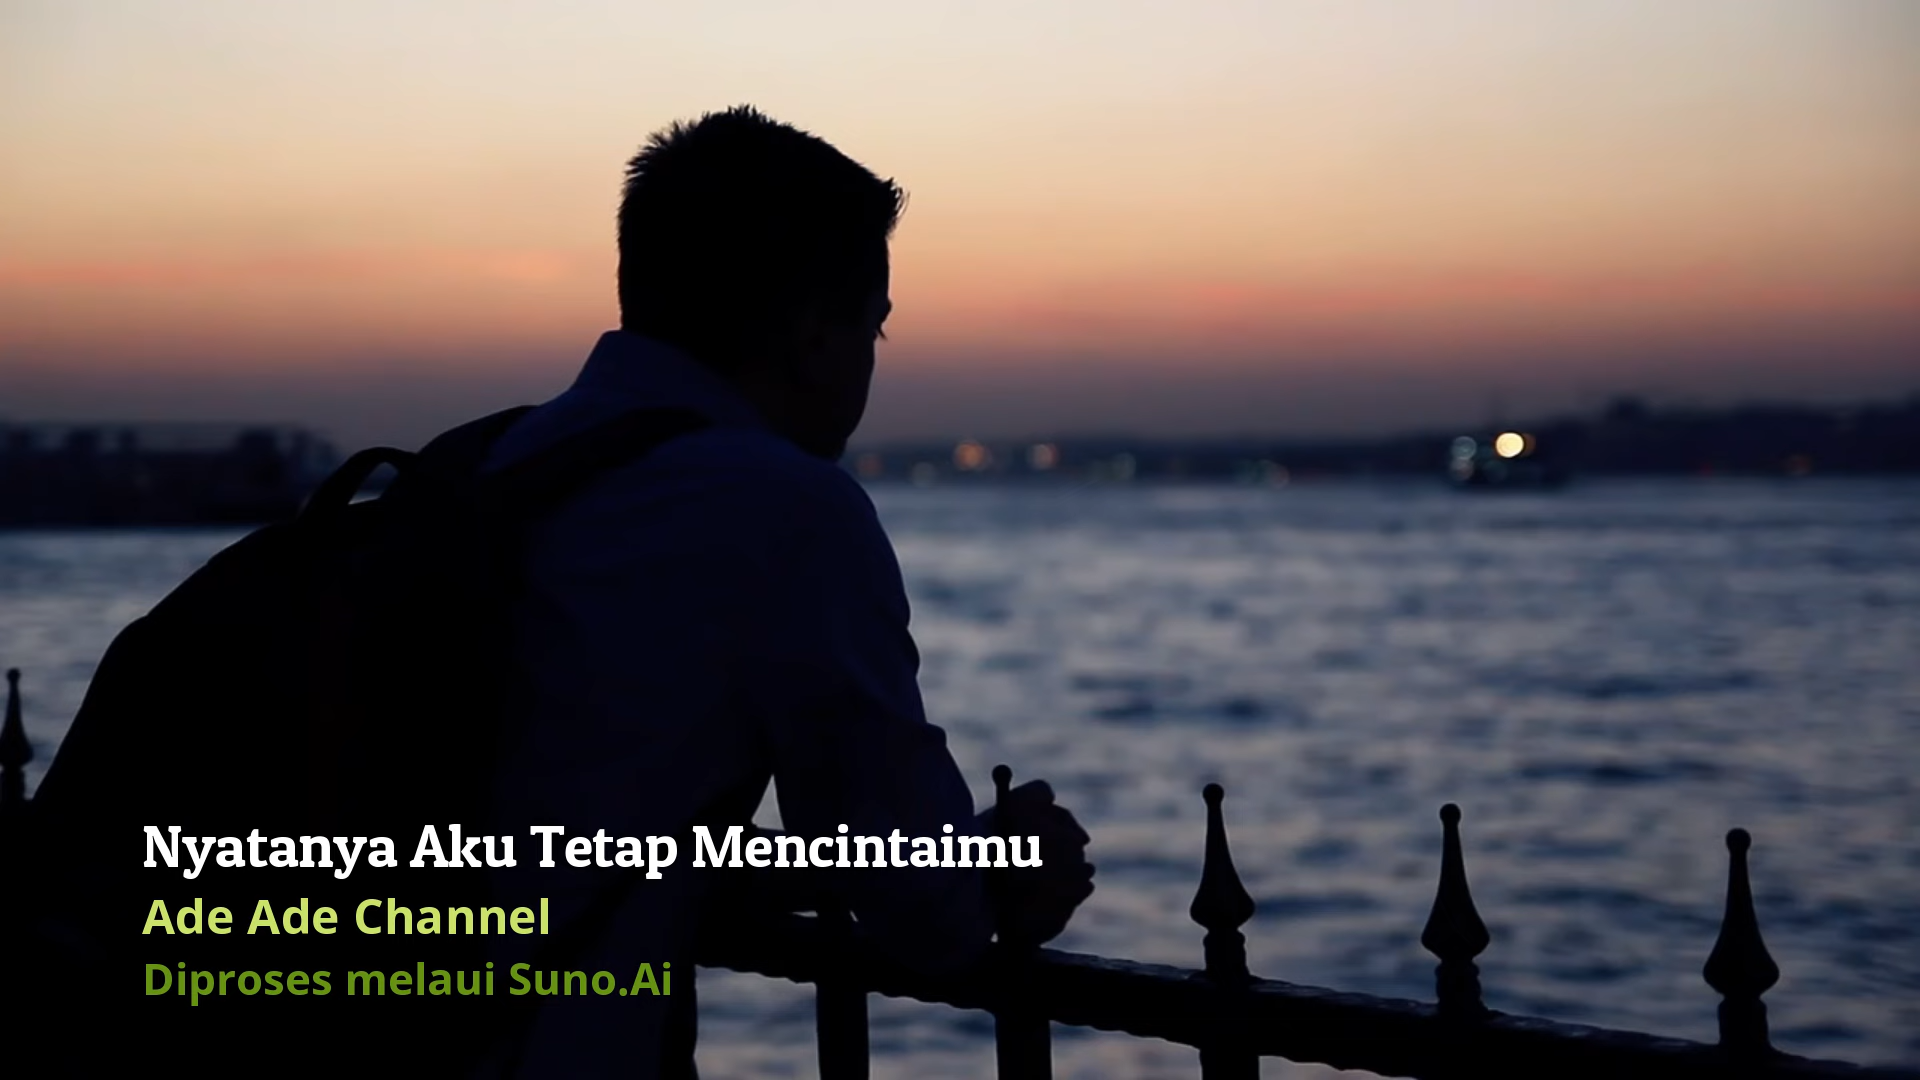 Nyatanya Aku Tetap Mencintaimu
Ade Ade Channel
Diproses melaui Suno.Ai